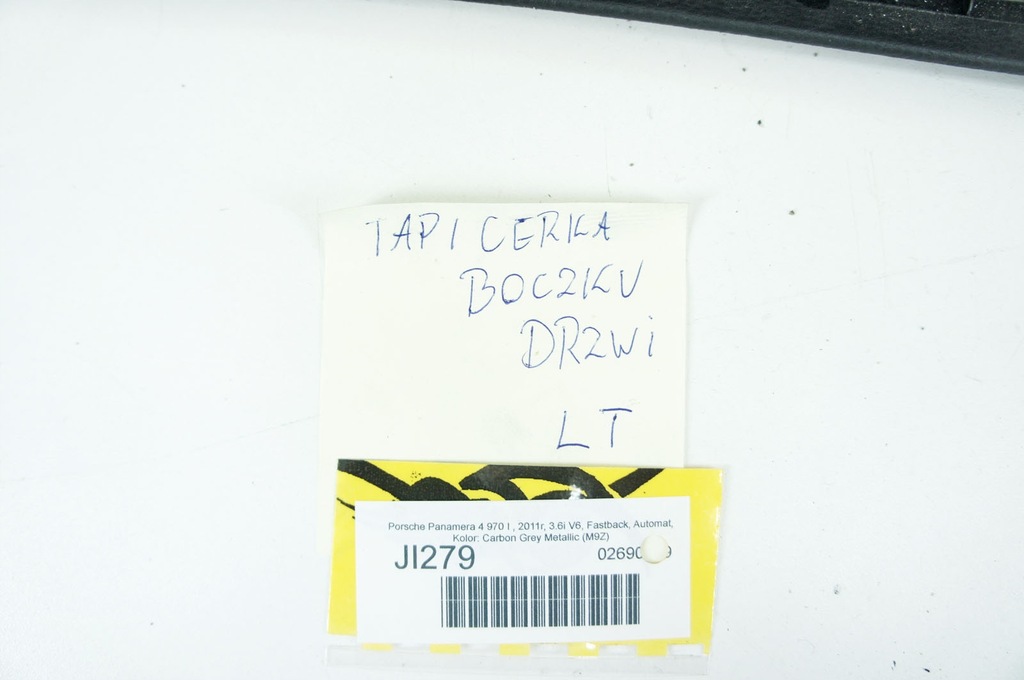 TAPICERKA
BOCZKU
DRZWI
LT
Porsche Panamera 4 970 I , 2011r, 3.6i V6, Fastback, Automat,
Kolor: Carbon Grey Metallic (M9Z)
JI279